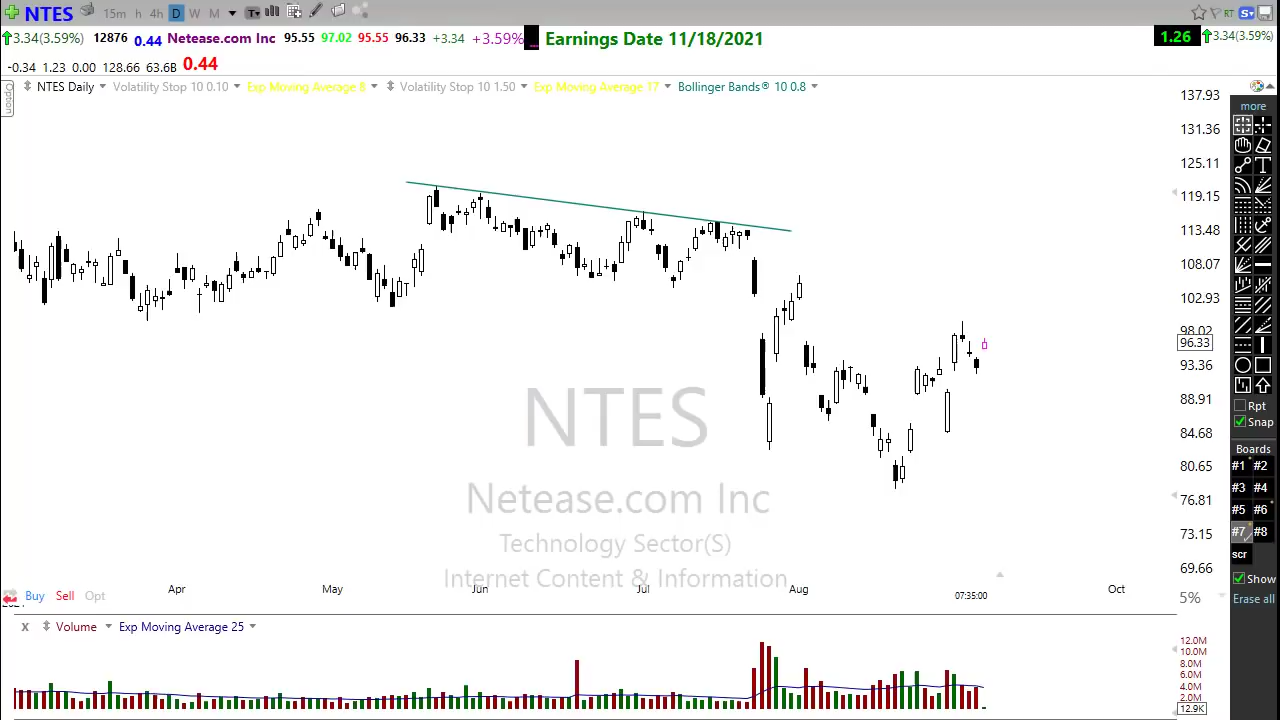 NTES 15m h 4h D W M RT
3.34(3.59%) 12876 0.44 Netease.com Inc 95.55 97.02 95.55 96.33 +3.34 +3.59% Earnings Date 11/18/2021 1.26 3.34(3.59%)
-0.34 1.23 0.00 128.66 63.6B 0.44
NTES Daily Volatility Stop 10 0.10 Exp Moving Average 8 Volatility Stop 10 1.50 Exp Moving Average 17 Bollinger Bands® 10 0.8
Option
137.93
131.36
125.11
119.15
113.48
108.07
102.93
98.02
96.33
93.36
88.91
84.68
80.65
76.81
73.15
69.66
5%
more
Rpt
Snap
Boards
#1 #2
#3 #4
#5 #6
#7 #8
scr
Show
Erase all
NTES
Netease.com Inc
Technology Sector(S)
Internet Content & Information
Apr May Jun Jul Aug 07:35:00 Oct
Buy Sell Opt
X Volume Exp Moving Average 25
12.0M
10.0M
8.0M
6.0M
4.0M
2.0M
12.9K